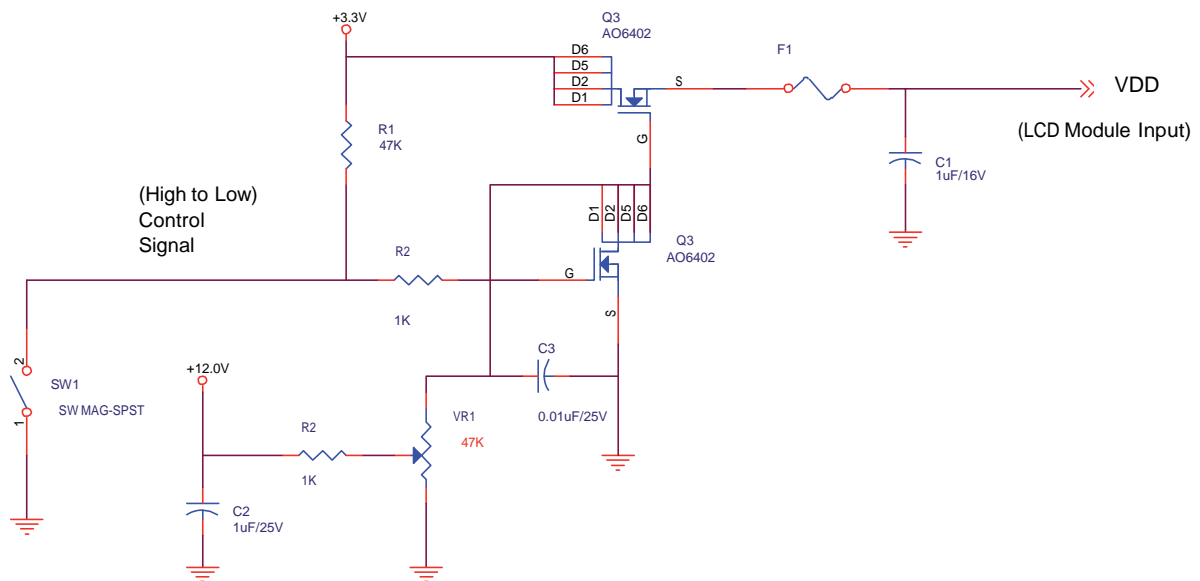 +3.3V
Q3
AO6402
D6
D5
D2
D1
S
G
F1
VDD
(LCD Module Input)
C1
1uF/16V
R1
47K
(High to Low)
Control
Signal
D1
D2
D5
D6
Q3
AO6402
G
S
R2
1K
2
1
SW1
SW MAG-SPST
+12.0V
C3
0.01uF/25V
VR1
47K
R2
1K
C2
1uF/25V